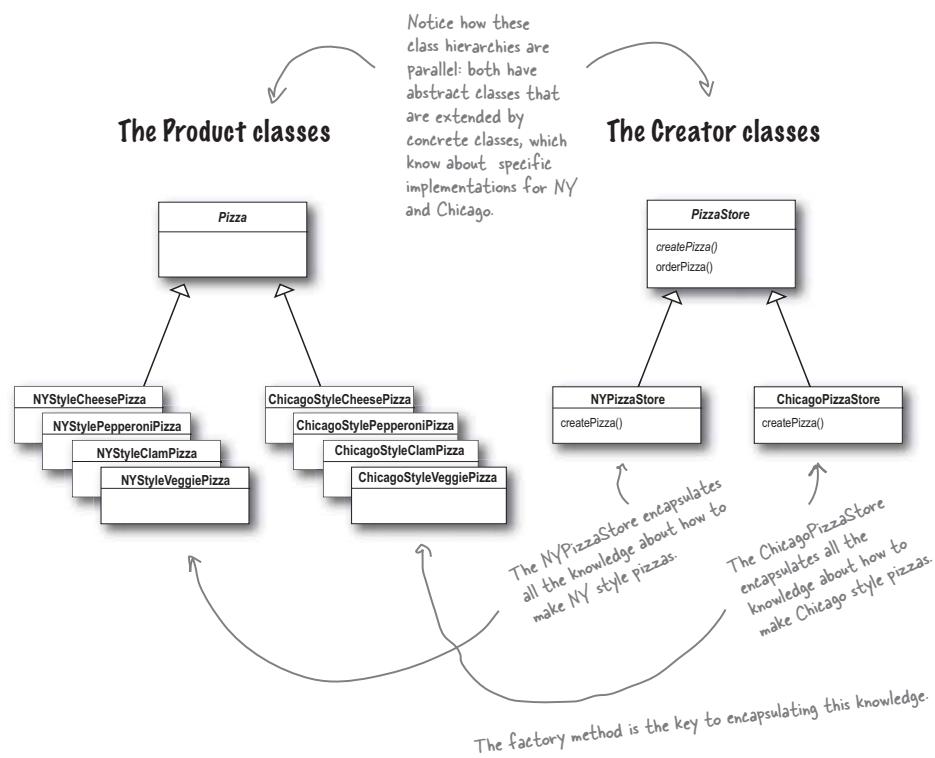 Notice how these
class hierarchies are
parallel: both have
abstract classes that
are extended by
concrete classes, which
know about specific
implementations for NY
and Chicago.
The Product classes
The Creator classes
Pizza
PizzaStore
createPizza()
orderPizza()
NYStyleCheesePizza
NYStylePepperoniPizza
NYStyleClamPizza
NYStyleVeggiePizza
ChicagoStyleCheesePizza
ChicagoStylePepperoniPizza
ChicagoStyleClamPizza
ChicagoStyleVeggiePizza
NYPizzaStore
createPizza()
ChicagoPizzaStore
createPizza()
The NYPizzaStore encapsulates
all the knowledge about how to
make NY style pizzas.
The ChicagoPizzaStore
encapsulates all the
knowledge about how to
make Chicago style pizzas.
The factory method is the key to encapsulating this knowledge.